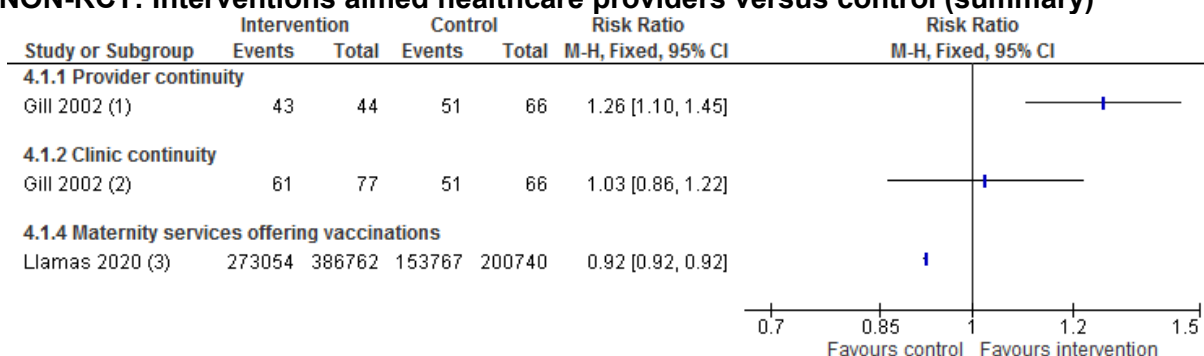 NON-RCT: Interventions aimed healthcare providers versus control (summary)
Intervention Control Risk Ratio Risk Ratio
Study or Subgroup Events Total Events Total M-H, Fixed, 95% CI M-H, Fixed, 95% CI
4.1.1 Provider continuity
Gill 2002 (1) 43 44 51 66 1.26 [1.10, 1.45]
4.1.2 Clinic continuity
Gill 2002 (2) 61 77 51 66 1.03 [0.86, 1.22]
4.1.4 Maternity services offering vaccinations
Llamas 2020 (3) 273054 386762 153767 200740 0.92 [0.92, 0.92]
0.7 0.85 1 1.2 1.5
Favours control Favours intervention